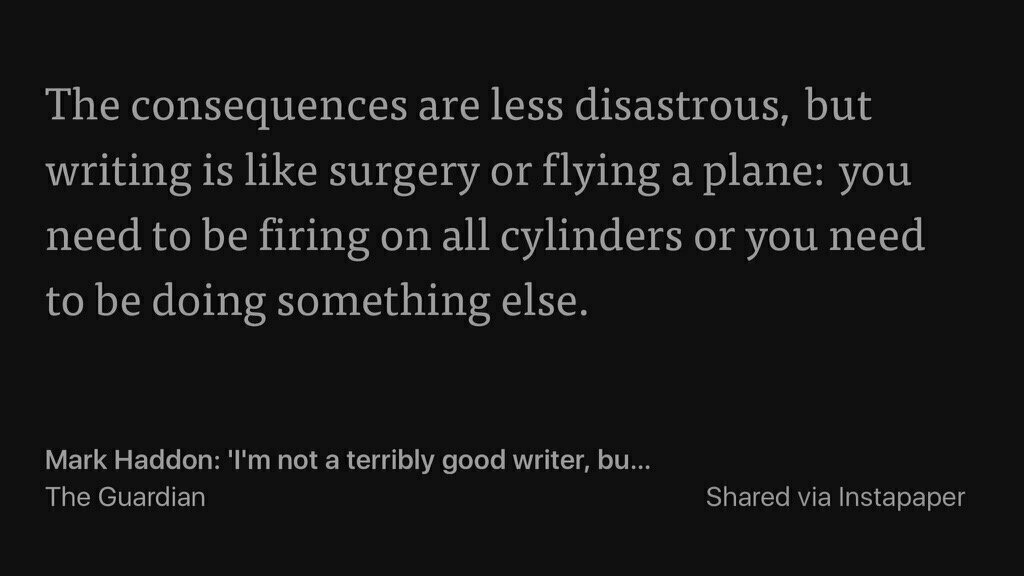 The consequences are less disastrous, but
writing is like surgery or flying a plane: you
need to be firing on all cylinders or you need
to be doing something else.
Mark Haddon: 'I'm not a terribly good writer, bu...
The Guardian
Shared via Instapaper